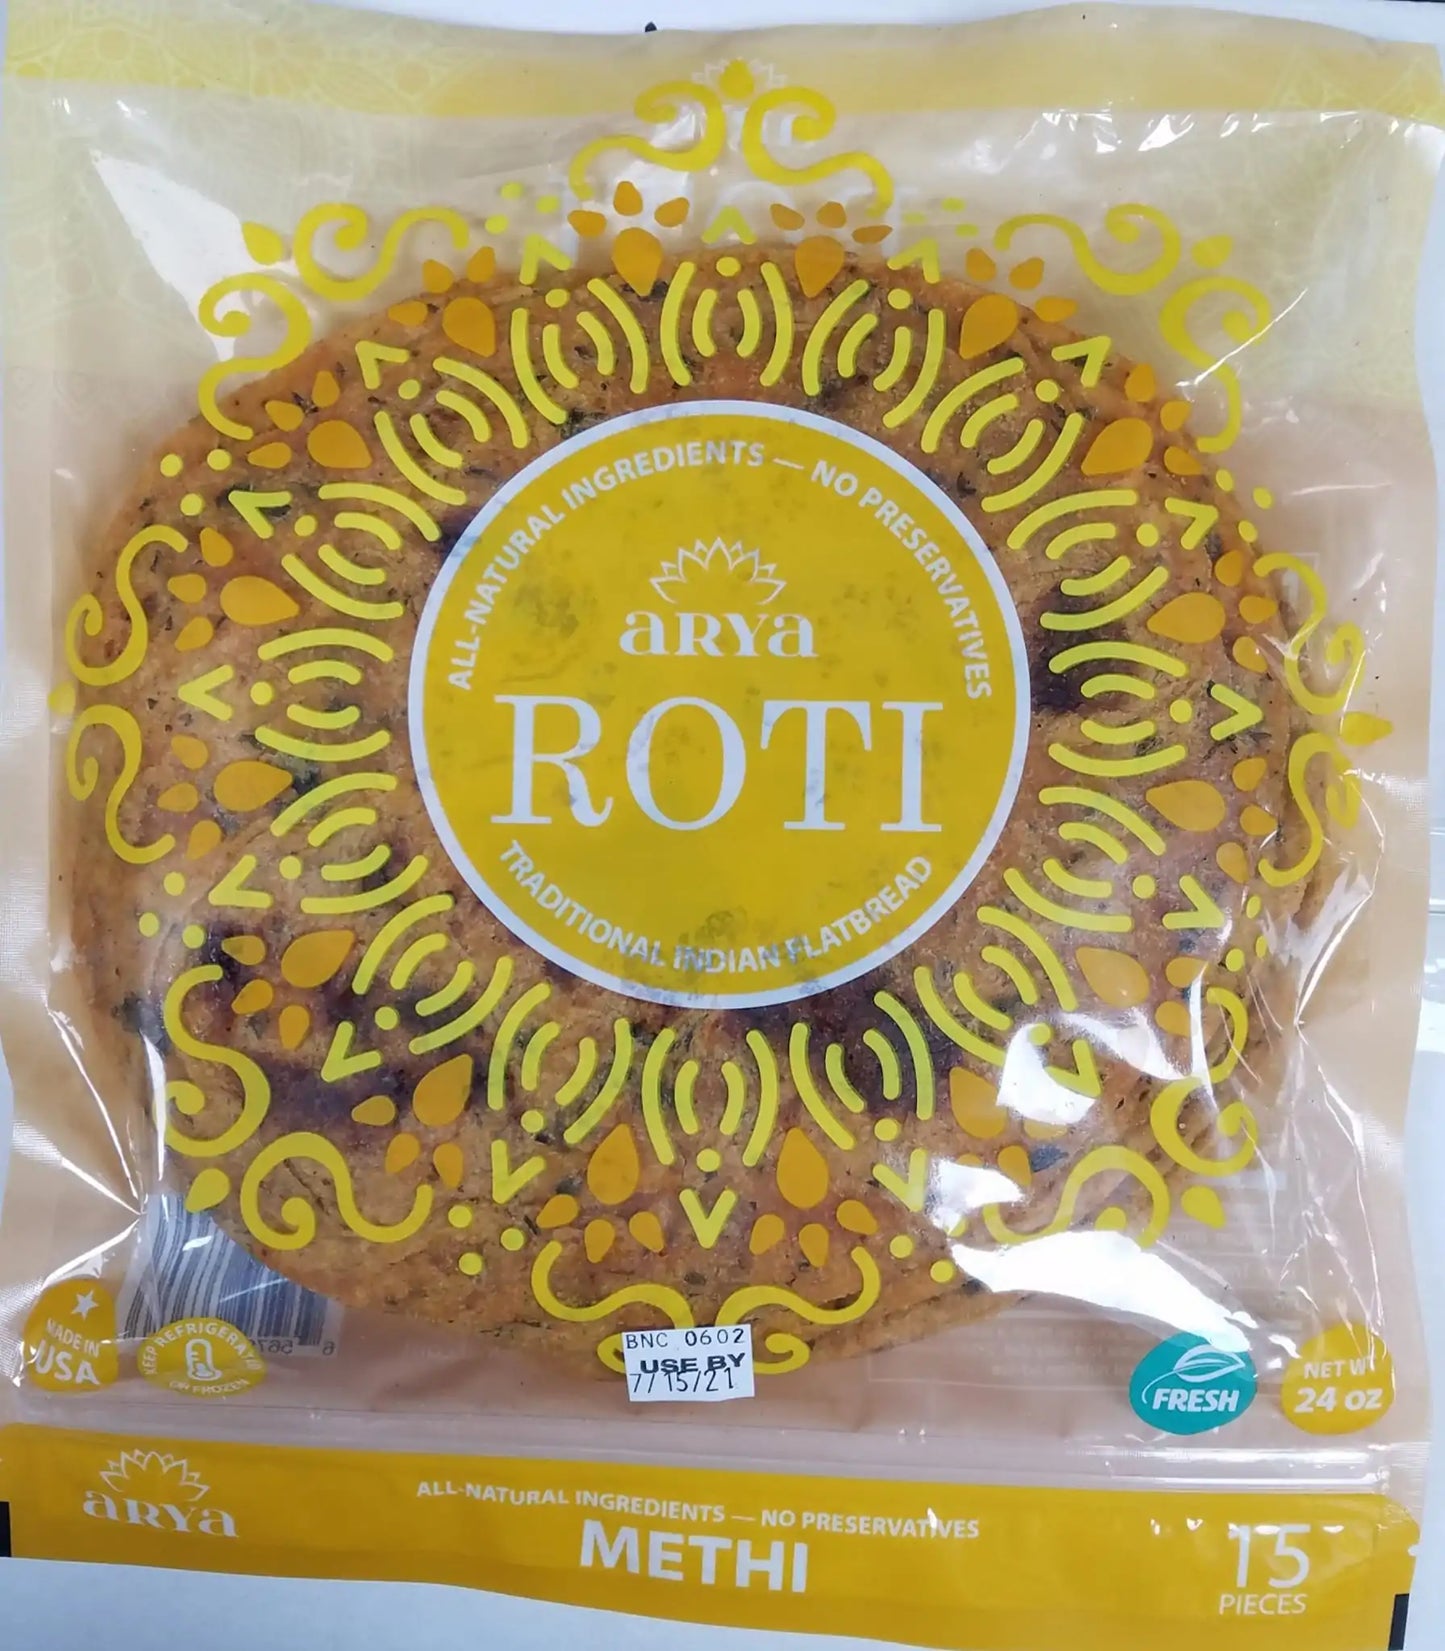 ALL-NATURAL INGREDIENTS — NO PRESERVATIVES
ARYA
ROTI
TRADITIONAL INDIAN FLATBREAD
MADE IN
USA
KEEP REFRIGERATED
OR FROZEN
BNC 0602
USE BY
7/15/21
FRESH
NET WT
24 OZ
ARYA
ALL-NATURAL INGREDIENTS — NO PRESERVATIVES
METHI
15
PIECES